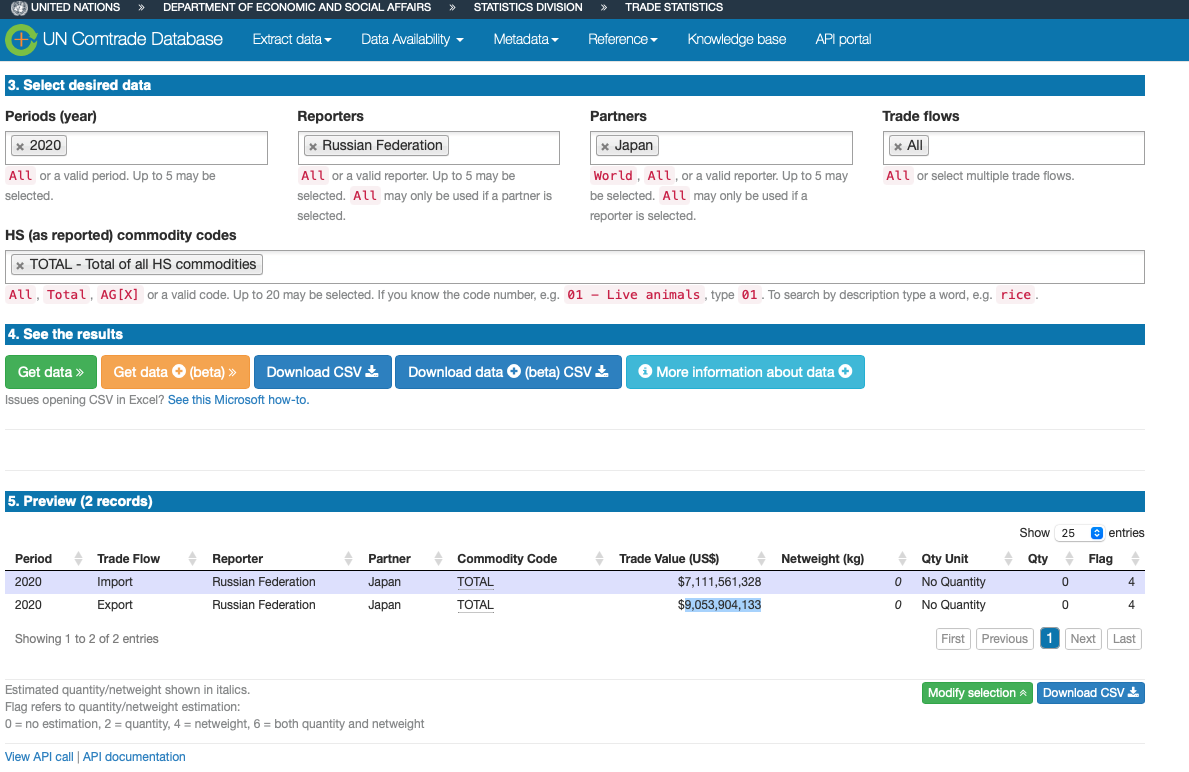 UNITED NATIONS » DEPARTMENT OF ECONOMIC AND SOCIAL AFFAIRS » STATISTICS DIVISION » TRADE STATISTICS
UN Comtrade Database Extract data Data Availability Metadata Reference Knowledge base API portal
3. Select desired data
Periods (year) Reporters Partners Trade flows
× 2020 × Russian Federation × Japan × All
All or a valid period. Up to 5 may be All or a valid reporter. Up to 5 may be World , All , or a valid reporter. Up to 5 may All or select multiple trade flows.
selected. selected. All may only be used if a partner is be selected. All may only be used if a
selected. reporter is selected.
HS (as reported) commodity codes
× TOTAL - Total of all HS commodities
All , Total , AG[X] or a valid code. Up to 20 may be selected. If you know the code number, e.g. 01 – Live animals , type 01 . To search by description type a word, e.g. rice .
4. See the results
Get data » Get data (beta) » Download CSV Download data (beta) CSV More information about data
Issues opening CSV in Excel? See this Microsoft how-to.
5. Preview (2 records)
Show 25 entries
Period Trade Flow Reporter Partner Commodity Code Trade Value (US$) Netweight (kg) Qty Unit Qty Flag
2020 Import Russian Federation Japan TOTAL $7,111,561,328 0 No Quantity 0 4
2020 Export Russian Federation Japan TOTAL $9,053,904,133 0 No Quantity 0 4
Showing 1 to 2 of 2 entries First Previous 1 Next Last
Estimated quantity/netweight shown in italics. Modify selection Download CSV
Flag refers to quantity/netweight estimation:
0 = no estimation, 2 = quantity, 4 = netweight, 6 = both quantity and netweight
View API call | API documentation